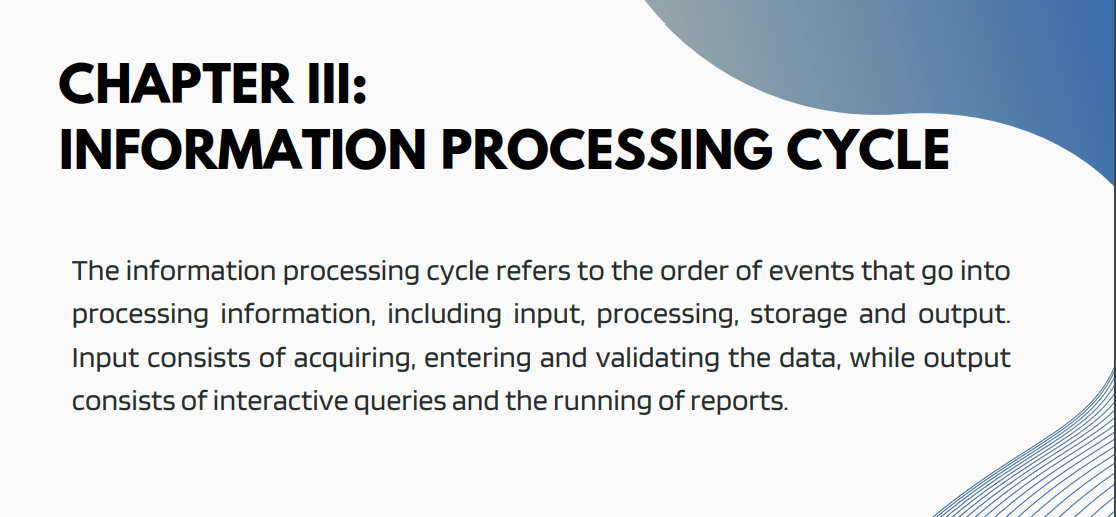 CHAPTER III:
INFORMATION PROCESSING CYCLE
The information processing cycle refers to the order of events that go into
processing information, including input, processing, storage and output.
Input consists of acquiring, entering and validating the data, while output
consists of interactive queries and the running of reports.